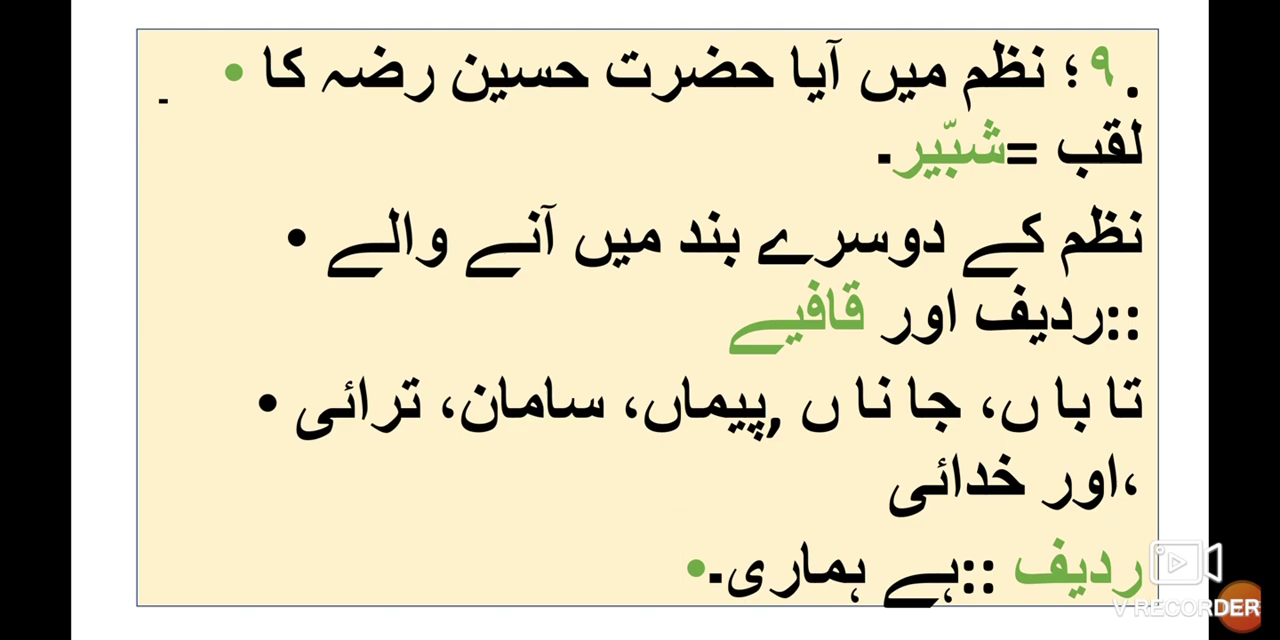 .۹ ؛ نظم میں آیا حضرت حسین رضہ کا •
لقب =شبّیر۔
نظم کے دوسرے بند میں آنے والے •
::ردیف اور قافیے
تا با ں، جا نا ں ,پیماں، سامان، ترائی •
،اور خدائی
ردیف ::ہے ہماری۔•
V RECORDER